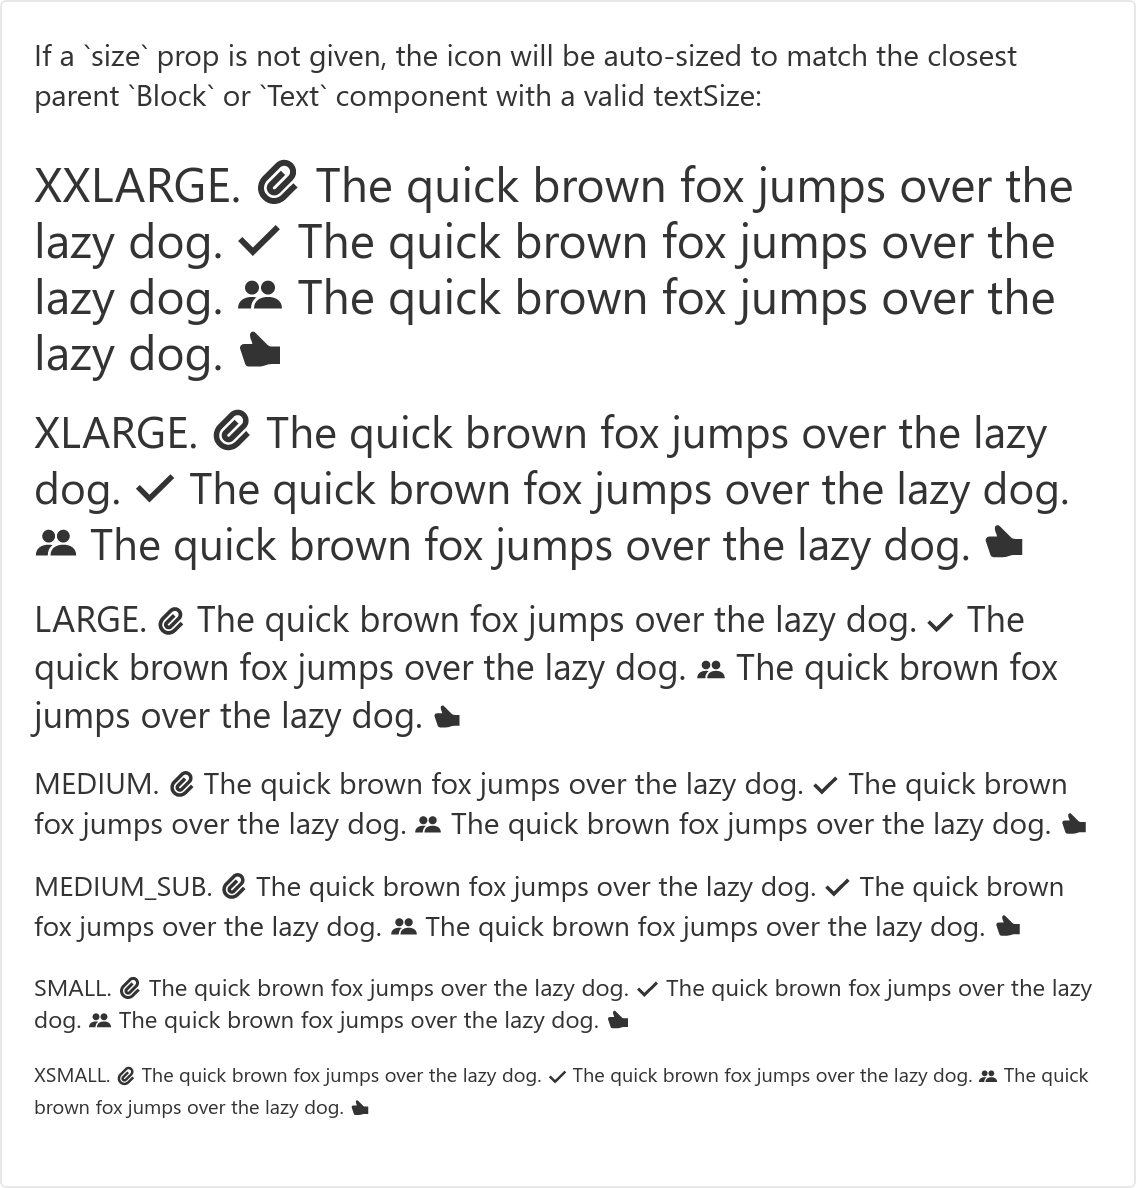 If a `size` prop is not given, the icon will be auto-sized to match the closest
parent `Block` or `Text` component with a valid textSize:
XXLARGE. The quick brown fox jumps over the
lazy dog. The quick brown fox jumps over the
lazy dog. The quick brown fox jumps over the
lazy dog.
XLARGE. The quick brown fox jumps over the lazy
dog. The quick brown fox jumps over the lazy dog.
The quick brown fox jumps over the lazy dog.
LARGE. The quick brown fox jumps over the lazy dog. The
quick brown fox jumps over the lazy dog. The quick brown fox
jumps over the lazy dog.
MEDIUM. The quick brown fox jumps over the lazy dog. The quick brown
fox jumps over the lazy dog. The quick brown fox jumps over the lazy dog.
MEDIUM_SUB. The quick brown fox jumps over the lazy dog. The quick brown
fox jumps over the lazy dog. The quick brown fox jumps over the lazy dog.
SMALL. The quick brown fox jumps over the lazy dog. The quick brown fox jumps over the lazy
dog. The quick brown fox jumps over the lazy dog.
XSMALL. The quick brown fox jumps over the lazy dog. The quick brown fox jumps over the lazy dog. The quick
brown fox jumps over the lazy dog.